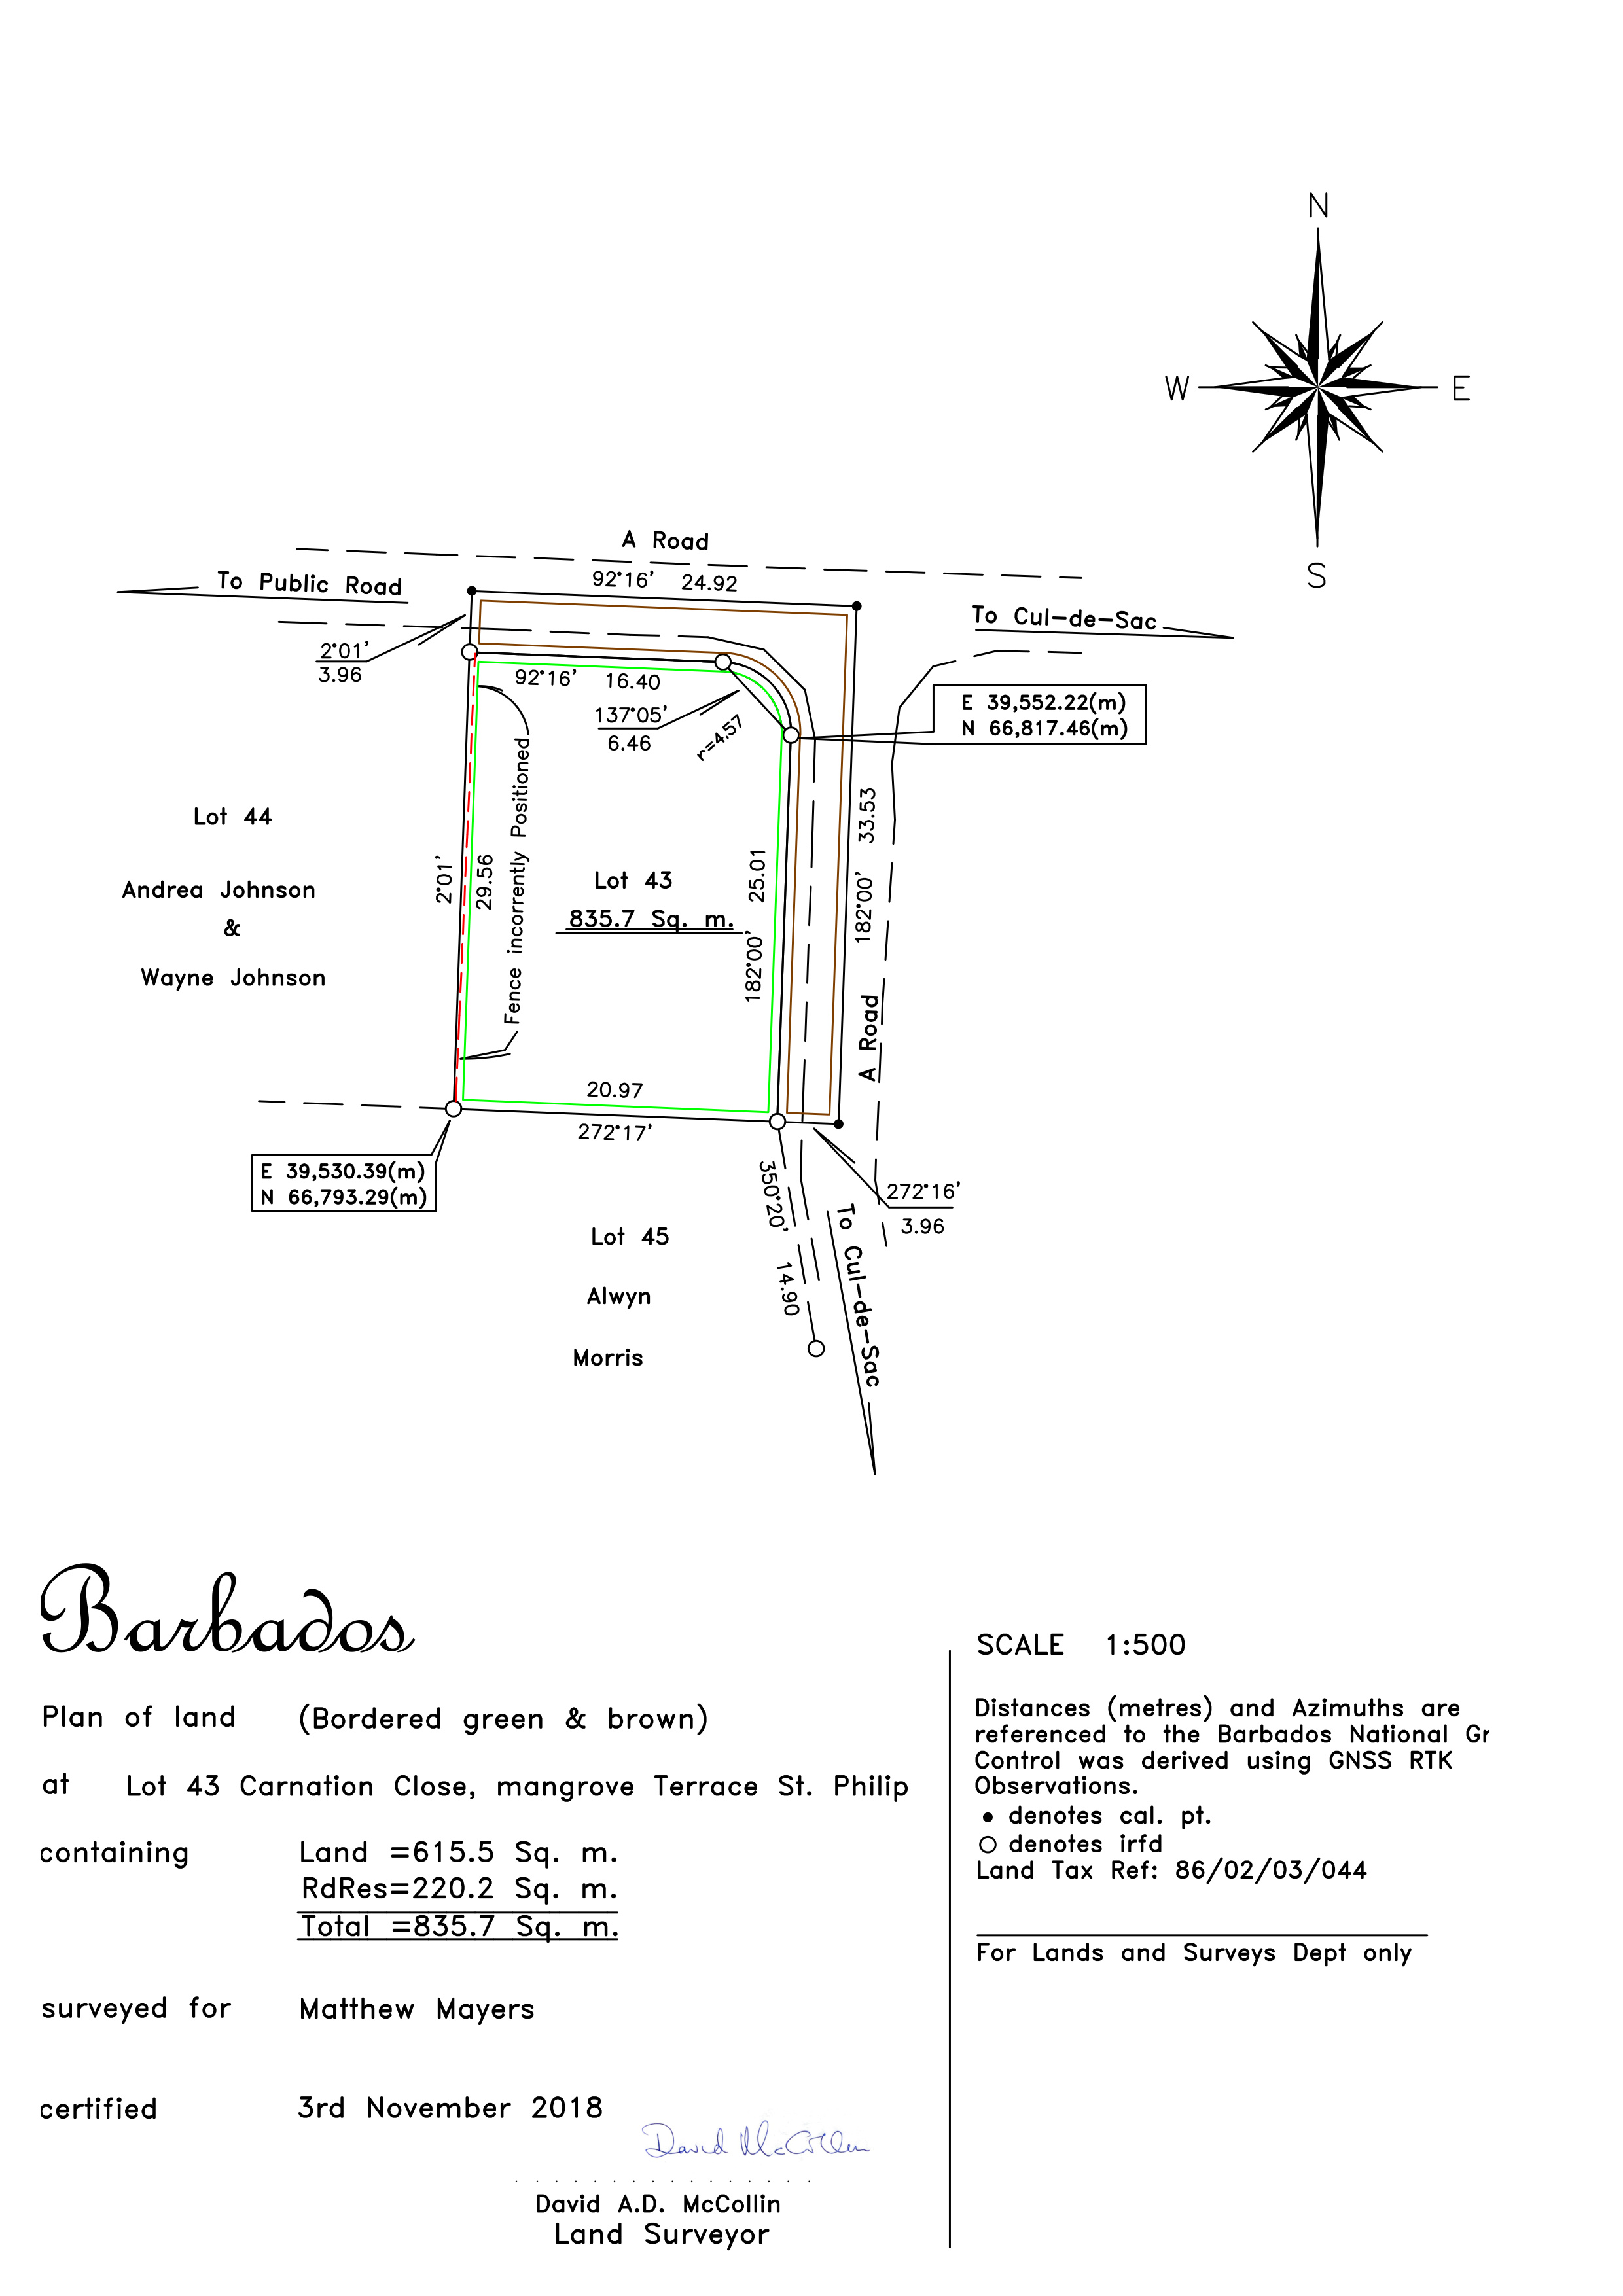 N
W
E
S
A Road
92°16' 24.92
To Public Road
To Cul-de-Sac
2°01'
3.96
92°16' 16.40
137°05'
6.46
r=4.57
E 39,552.22(m)
N 66,817.46(m)
Lot 44
Andrea Johnson
&
Wayne Johnson
2°01'
29.56
Fence incorrently Positioned
Lot 43
835.7 Sq. m.
182°00' 25.01
182°00' 33.53
A Road
20.97
272°17'
E 39,530.39(m)
N 66,793.29(m)
272°16'
3.96
350°20' 14.90
To Cul-de-Sac
Lot 45
Alwyn
Morris
Barbados
Plan of land (Bordered green & brown)
at Lot 43 Carnation Close, mangrove Terrace St. Philip
containing Land =615.5 Sq. m.
RdRes=220.2 Sq. m.
Total =835.7 Sq. m.
surveyed for Matthew Mayers
certified 3rd November 2018
David McCollin
David A.D. McCollin
Land Surveyor
SCALE 1:500
Distances (metres) and Azimuths are
referenced to the Barbados National Gr
Control was derived using GNSS RTK
Observations.
● denotes cal. pt.
○ denotes irfd
Land Tax Ref: 86/02/03/044
For Lands and Surveys Dept only